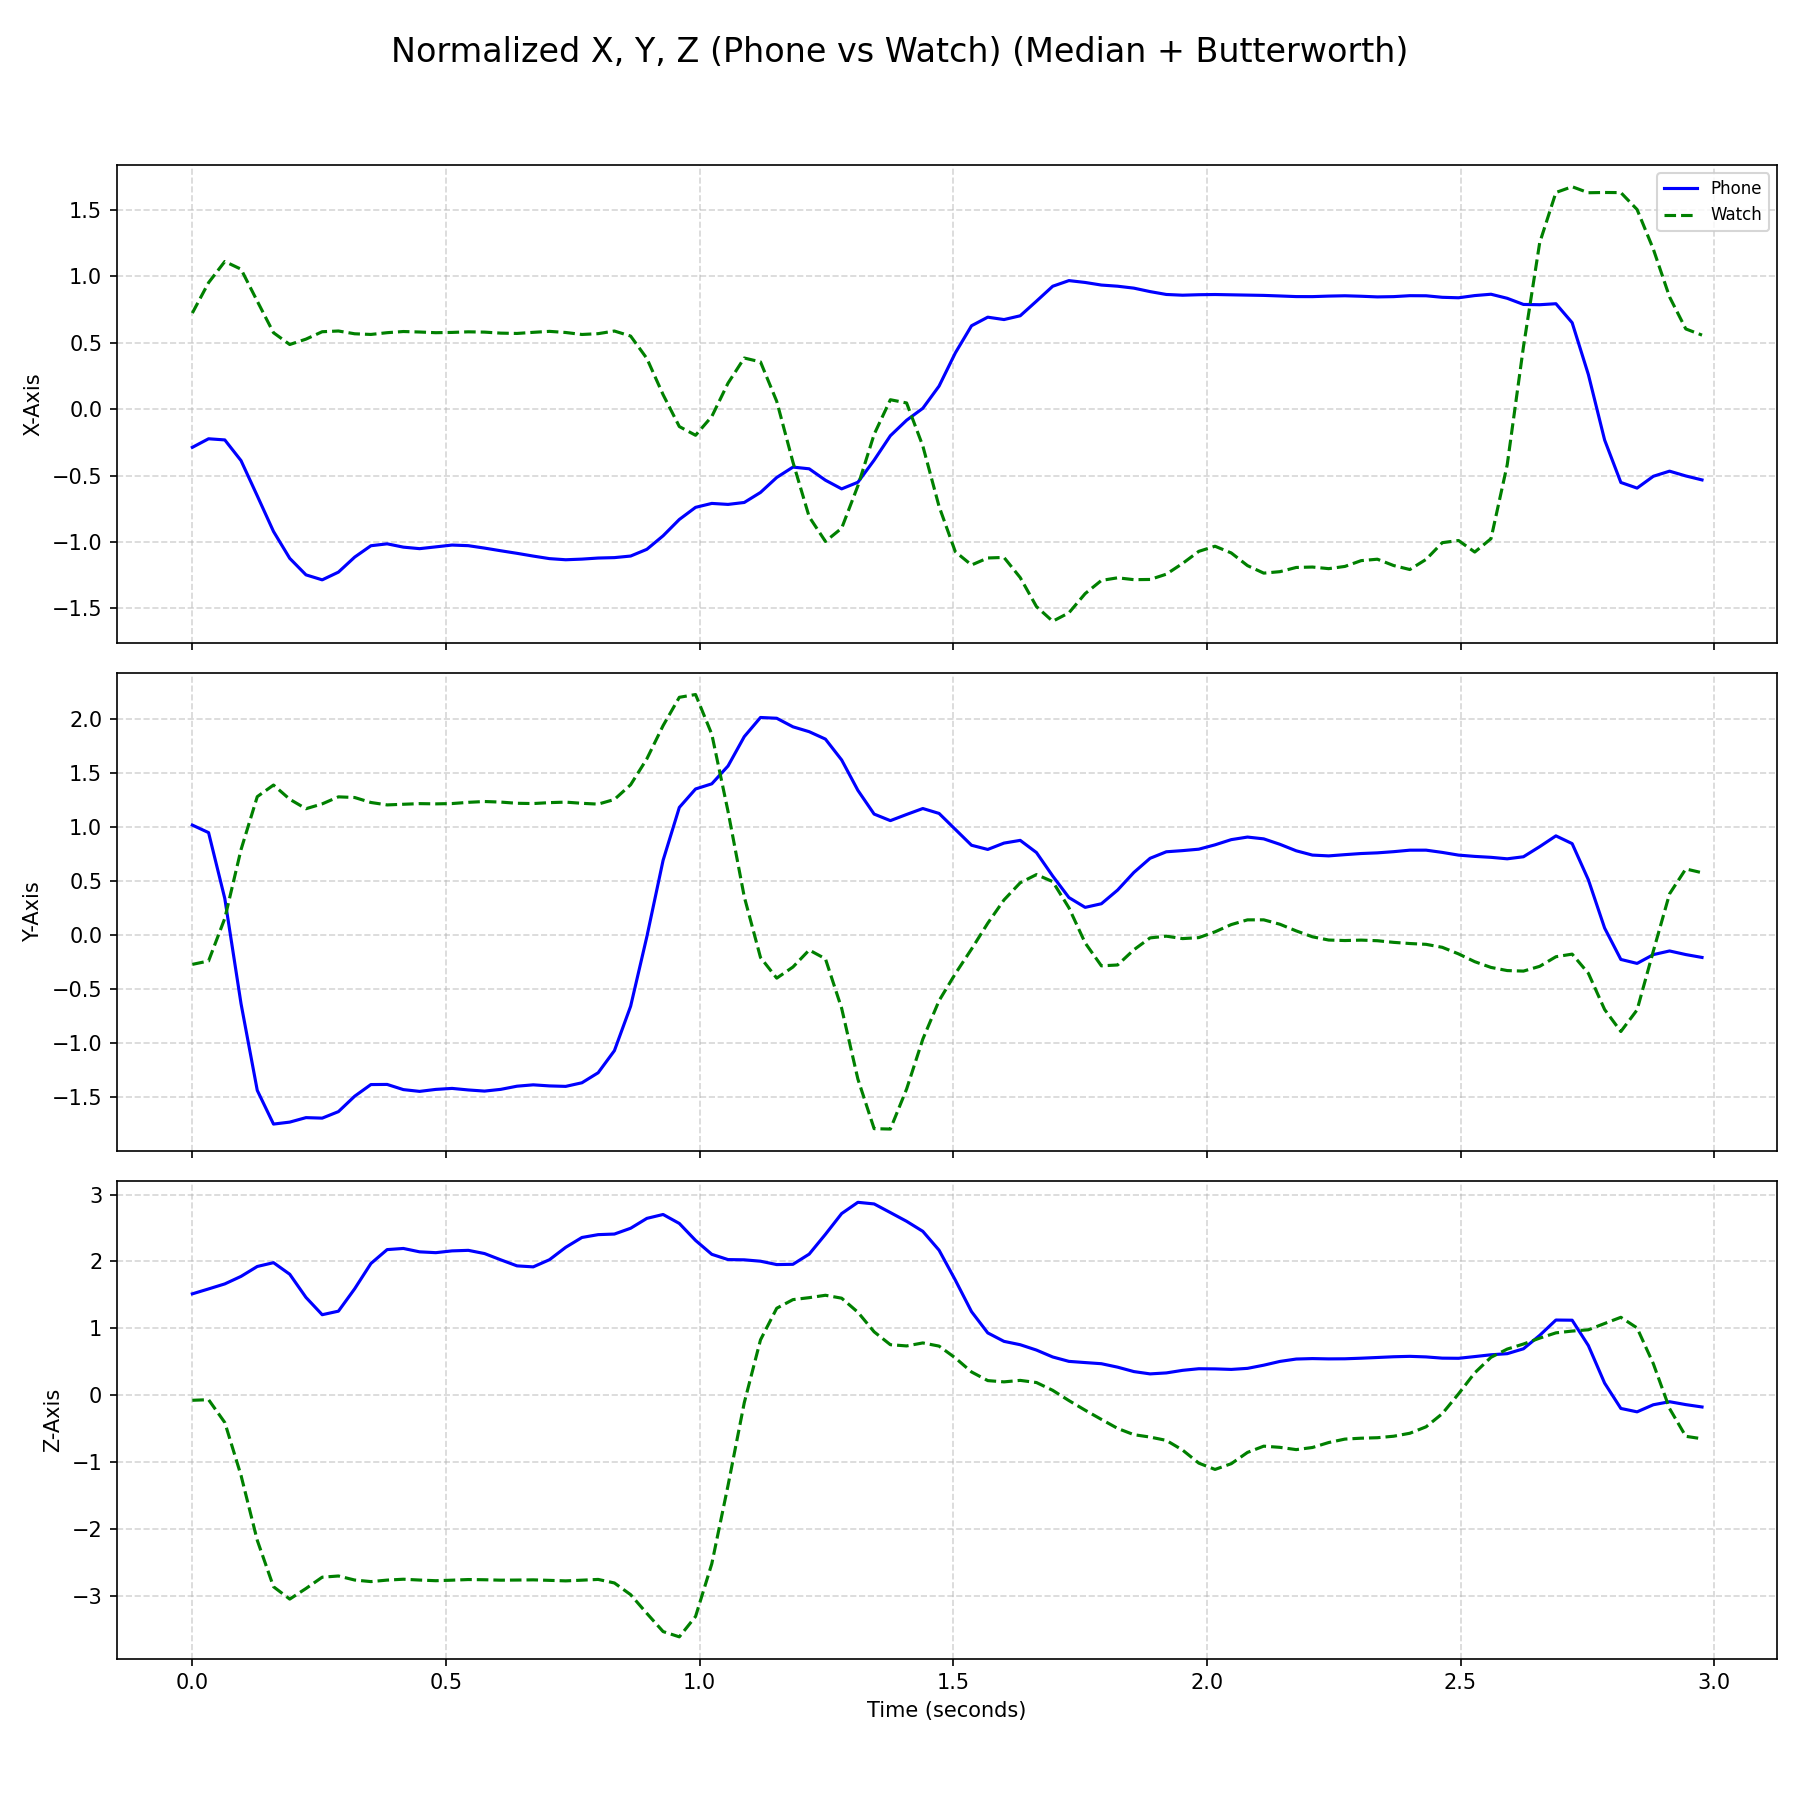 Normalized X, Y, Z (Phone vs Watch) (Median + Butterworth)
Phone
Watch
X-Axis
1.5
1.0
0.5
0.0
−0.5
−1.0
−1.5
Y-Axis
2.0
1.5
1.0
0.5
0.0
−0.5
−1.0
−1.5
Z-Axis
3
2
1
0
−1
−2
−3
0.0 0.5 1.0 1.5 2.0 2.5 3.0
Time (seconds)